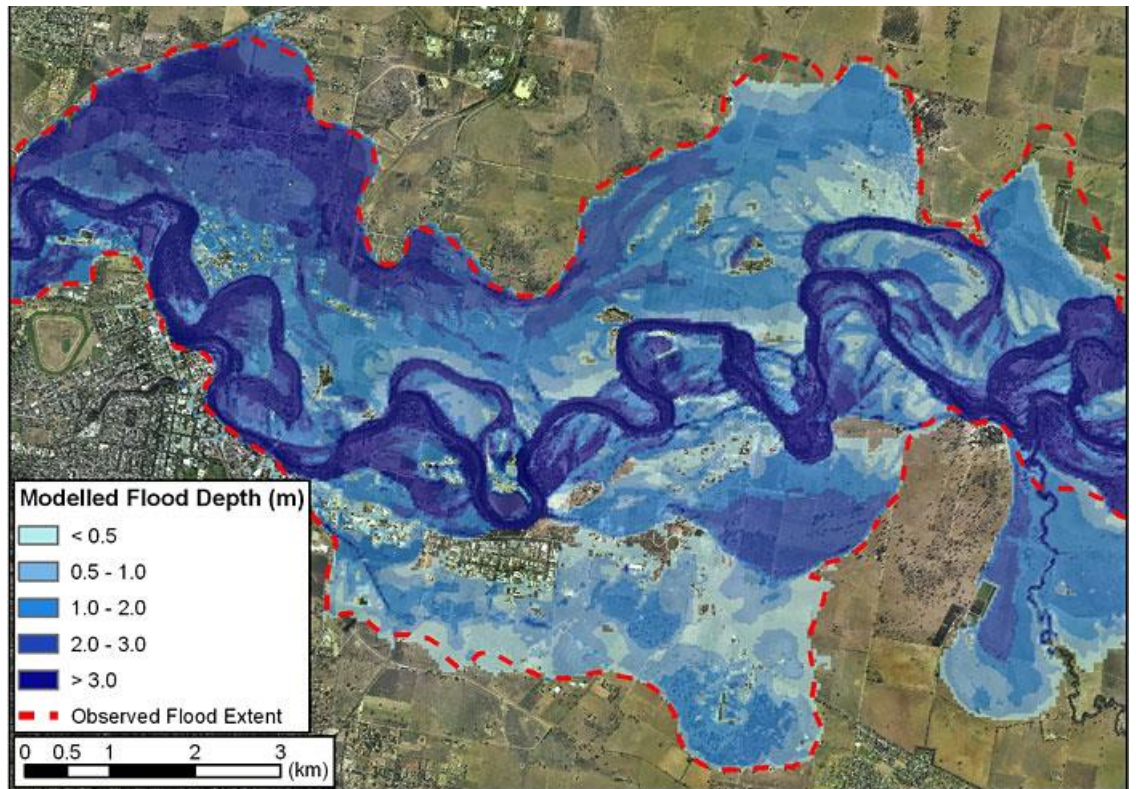 Modelled Flood Depth (m)
< 0.5
0.5 - 1.0
1.0 - 2.0
2.0 - 3.0
> 3.0
Observed Flood Extent
0 0.5 1 2 3
(km)